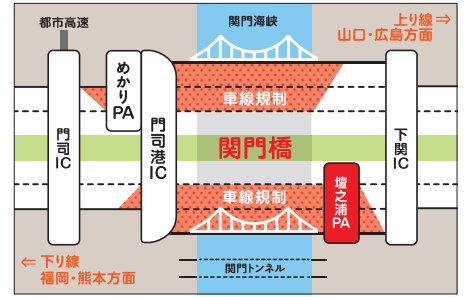 都市高速
関門海峡
上り線⇒
山口・広島方面
めかりPA
車線規制
門司IC
門司港IC
関門橋
下関IC
車線規制
壇之浦PA
⇐ 下り線
福岡・熊本方面
関門トンネル